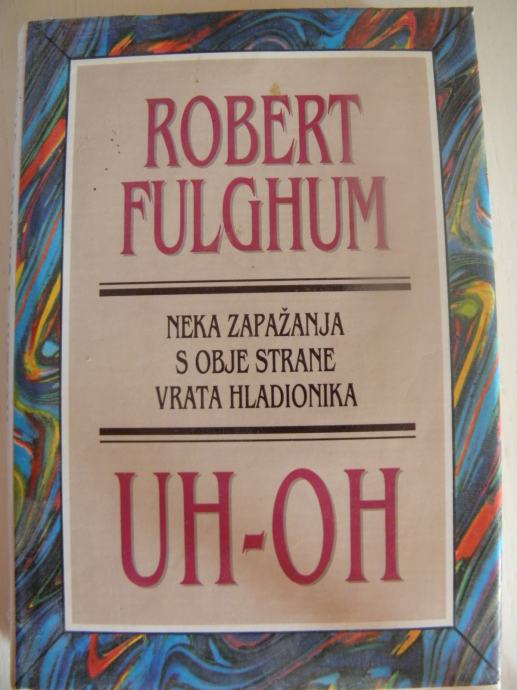 ROBERT
FULGHUM
NEKA ZAPAŽANJA
S OBJE STRANE
VRATA HLADIONIKA
UH-OH